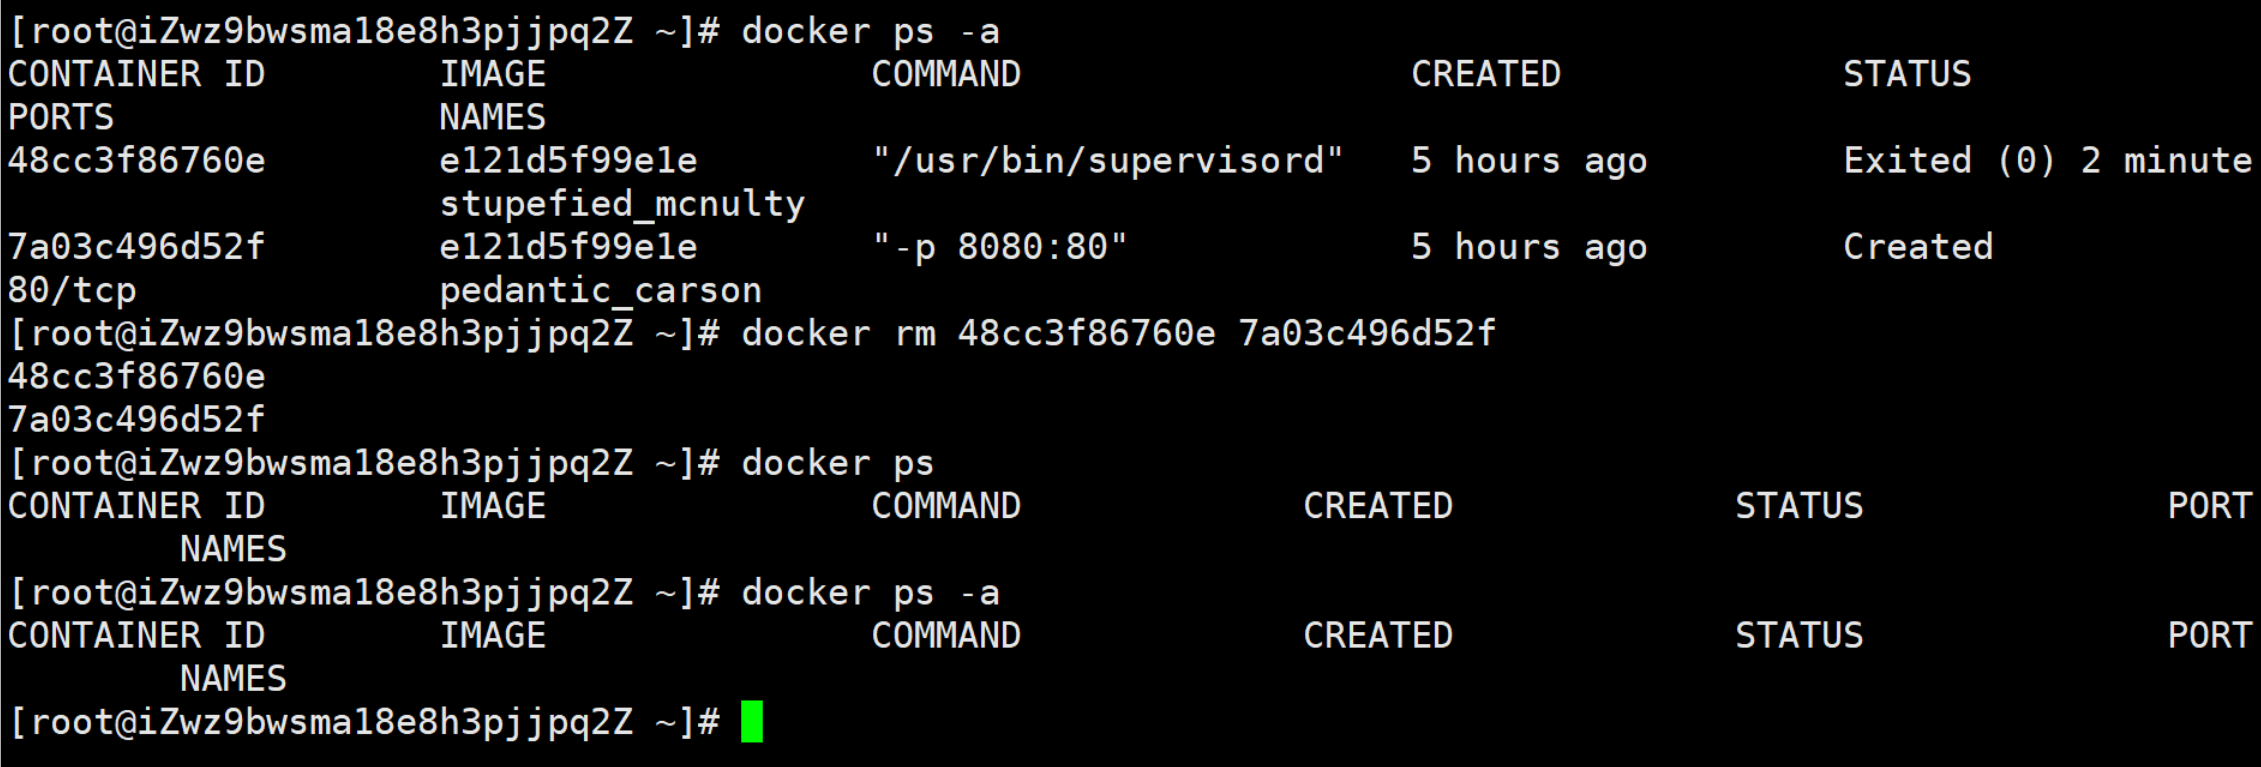 [root@iZwz9bwsma18e8h3pjjpq2Z ~]# docker ps -a
CONTAINER ID        IMAGE               COMMAND                  CREATED             STATUS
PORTS               NAMES
48cc3f86760e        e121d5f99e1e        "/usr/bin/supervisord"   5 hours ago         Exited (0) 2 minute
                    stupefied_mcnulty
7a03c496d52f        e121d5f99e1e        "-p 8080:80"             5 hours ago         Created
80/tcp              pedantic_carson
[root@iZwz9bwsma18e8h3pjjpq2Z ~]# docker rm 48cc3f86760e 7a03c496d52f
48cc3f86760e
7a03c496d52f
[root@iZwz9bwsma18e8h3pjjpq2Z ~]# docker ps
CONTAINER ID        IMAGE               COMMAND             CREATED             STATUS              PORT
        NAMES
[root@iZwz9bwsma18e8h3pjjpq2Z ~]# docker ps -a
CONTAINER ID        IMAGE               COMMAND             CREATED             STATUS              PORT
        NAMES
[root@iZwz9bwsma18e8h3pjjpq2Z ~]#